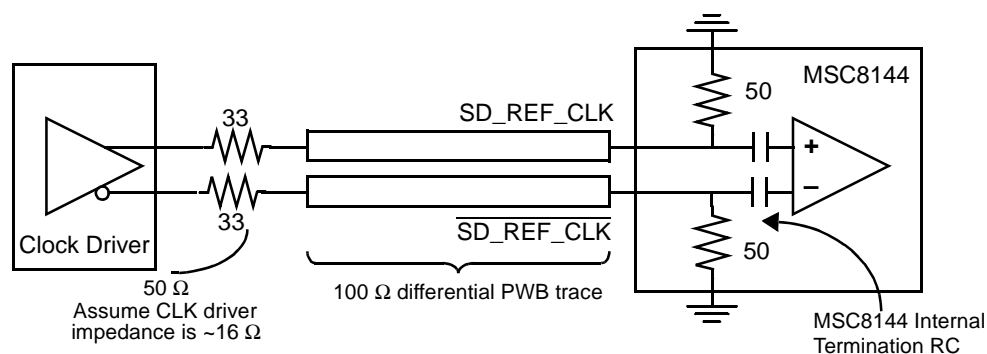 MSC8144
50
SD_REF_CLK
33
+
–
33
SD_REF_CLK
Clock Driver
50
50 Ω
Assume CLK driver
impedance is ~16 Ω
100 Ω differential PWB trace
MSC8144 Internal
Termination RC